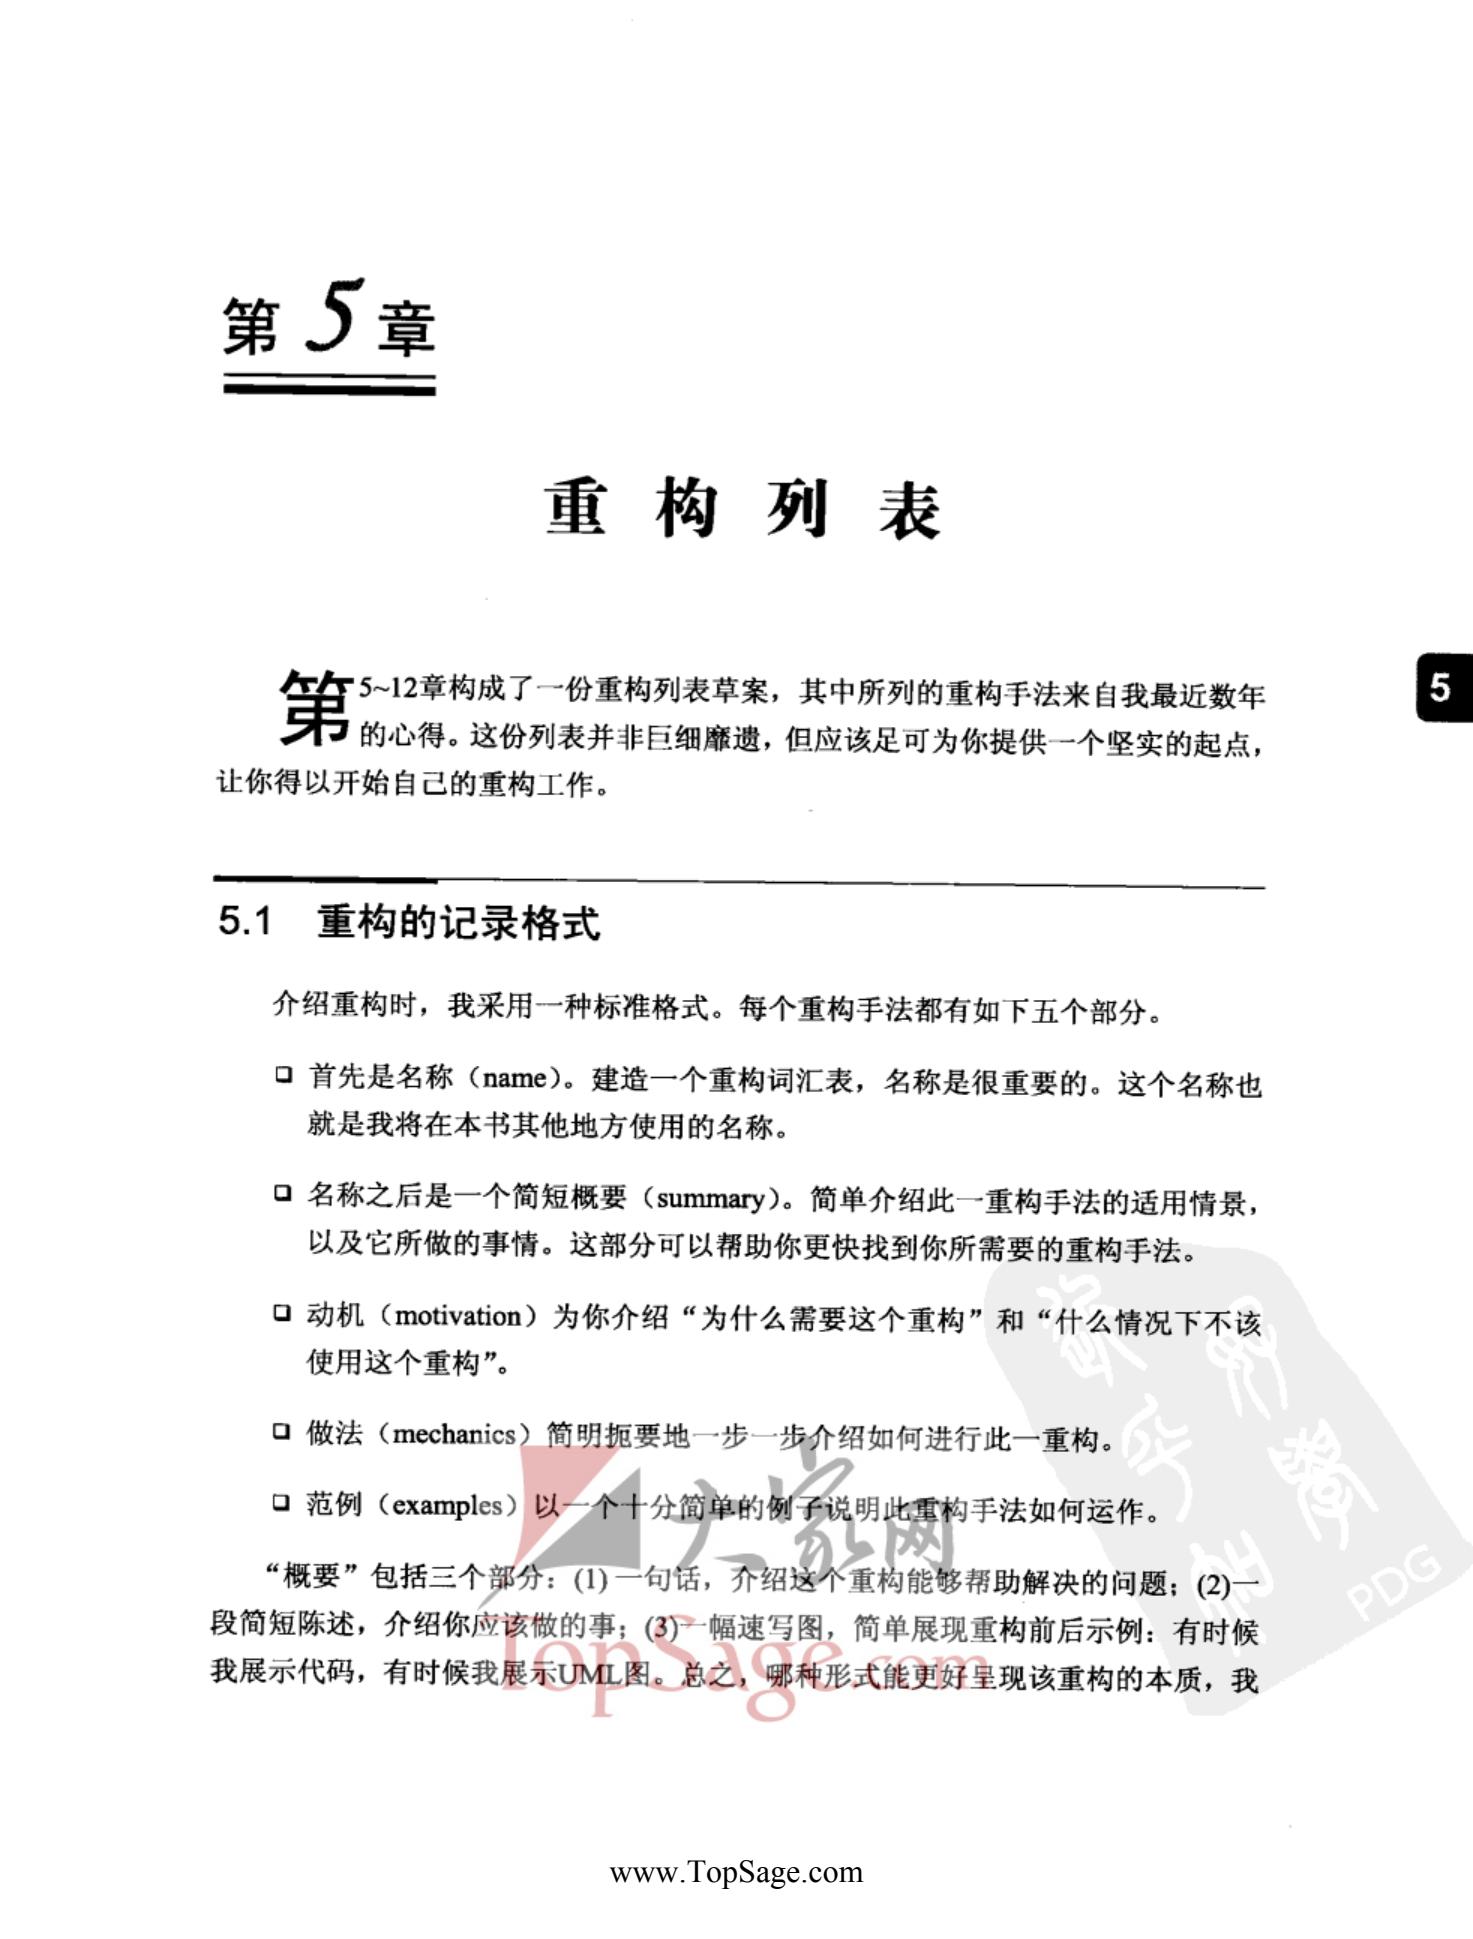 第5章
重构列表
第5~12章构成了一份重构列表草案，其中所列的重构手法来自我最近数年
的心得。这份列表并非巨细靡遗，但应该足可为你提供一个坚实的起点，
让你得以开始自己的重构工作。
5
5.1 重构的记录格式
介绍重构时，我采用一种标准格式。每个重构手法都有如下五个部分。
❑ 首先是名称（name）。建造一个重构词汇表，名称是很重要的。这个名称也
就是我将在本书其他地方使用的名称。
❑ 名称之后是一个简短概要（summary）。简单介绍此一重构手法的适用情景，
以及它所做的事情。这部分可以帮助你更快找到你所需要的重构手法。
❑ 动机（motivation）为你介绍“为什么需要这个重构”和“什么情况下不该
使用这个重构”。
❑ 做法（mechanics）简明扼要地一步一步介绍如何进行此一重构。
❑ 范例（examples）以一个十分简单的例子说明此重构手法如何运作。
“概要”包括三个部分：(1) 一句话，介绍这个重构能够帮助解决的问题；(2)一
段简短陈述，介绍你应该做的事；(3)一幅速写图，简单展现重构前后示例：有时候
我展示代码，有时候我展示UML图。总之，哪种形式能更好呈现该重构的本质，我
大家网
TopSage.com
PDG
www.TopSage.com